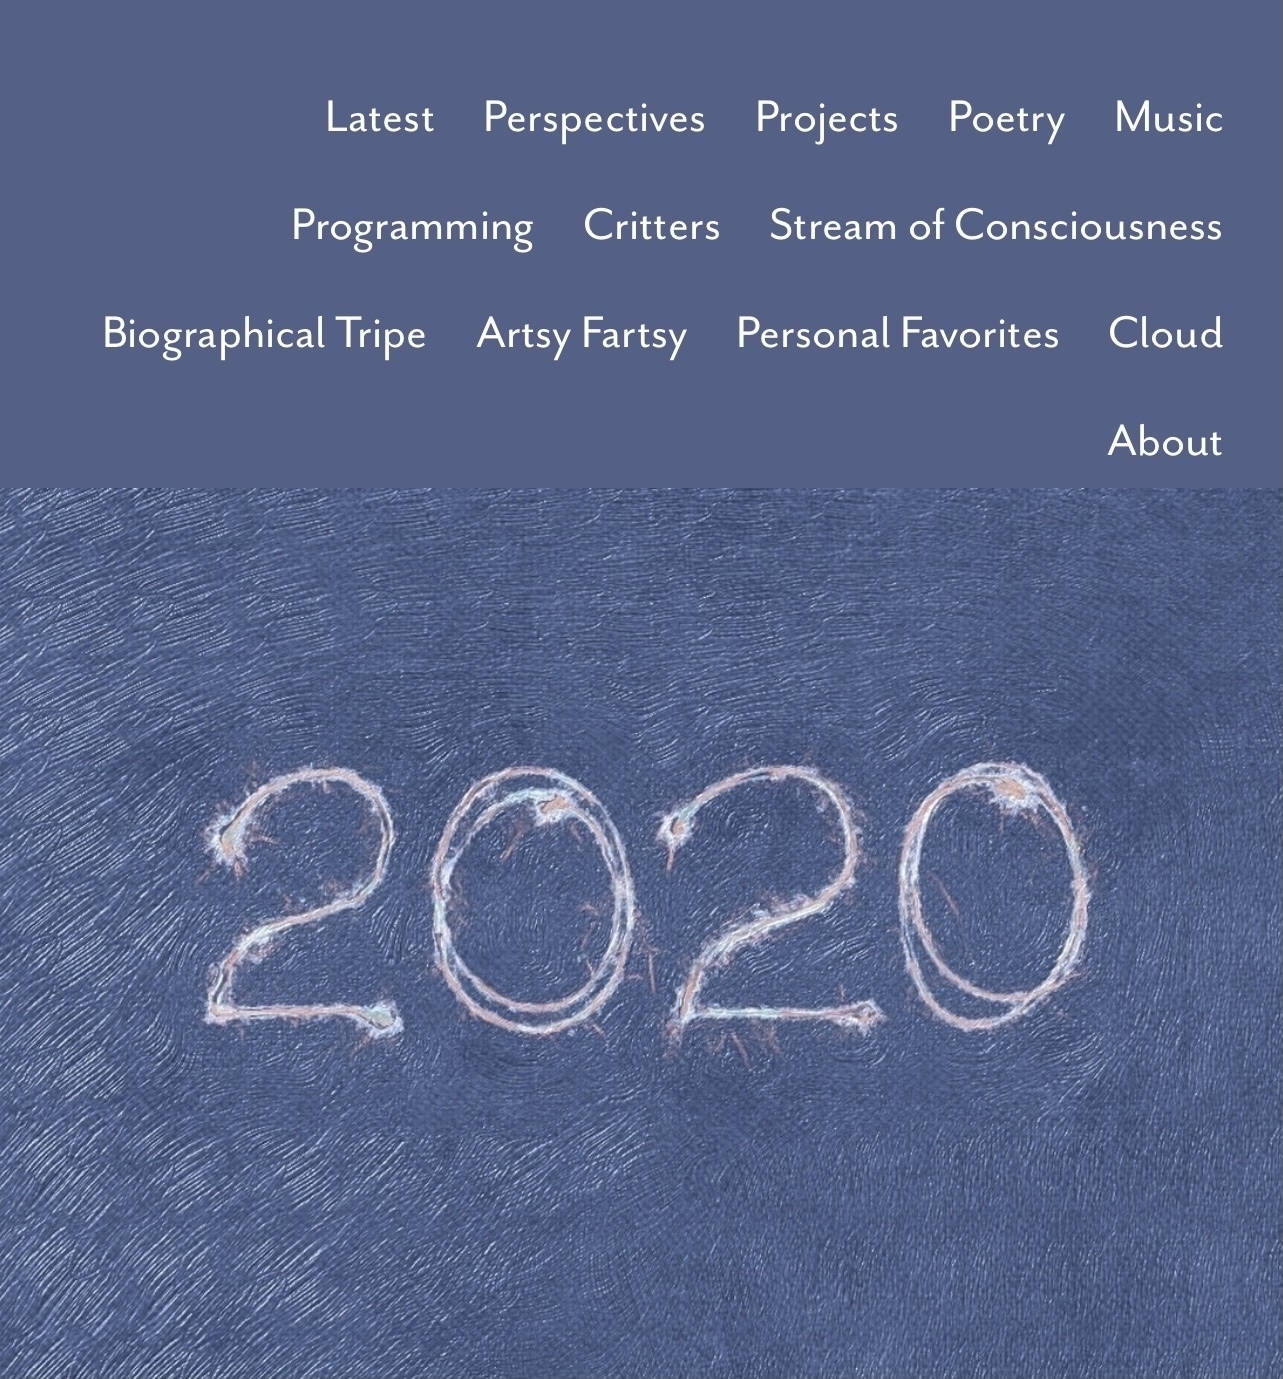 Latest Perspectives Projects Poetry Music
Programming Critters Stream of Consciousness
Biographical Tripe Artsy Fartsy Personal Favorites Cloud
About
2020